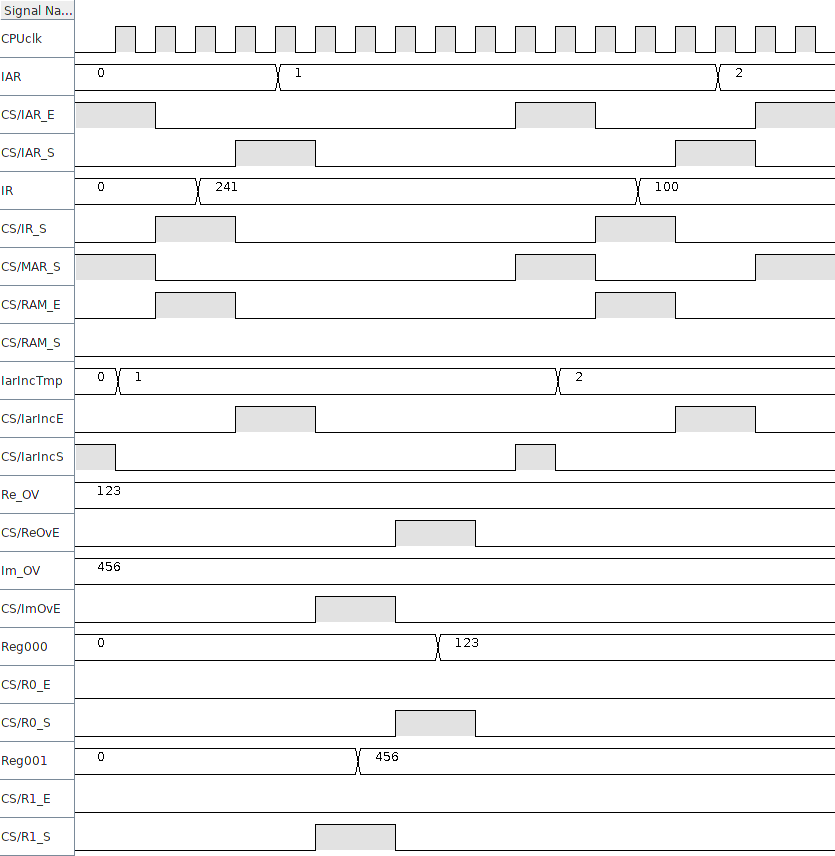 Signal Na...
CPUclk
IAR 0 1 2
CS/IAR_E
CS/IAR_S
IR 0 241 100
CS/IR_S
CS/MAR_S
CS/RAM_E
CS/RAM_S
IarIncTmp 0 1 2
CS/IarIncE
CS/IarIncS
Re_OV 123
CS/ReOvE
Im_OV 456
CS/ImOvE
Reg000 0 123
CS/R0_E
CS/R0_S
Reg001 0 456
CS/R1_E
CS/R1_S